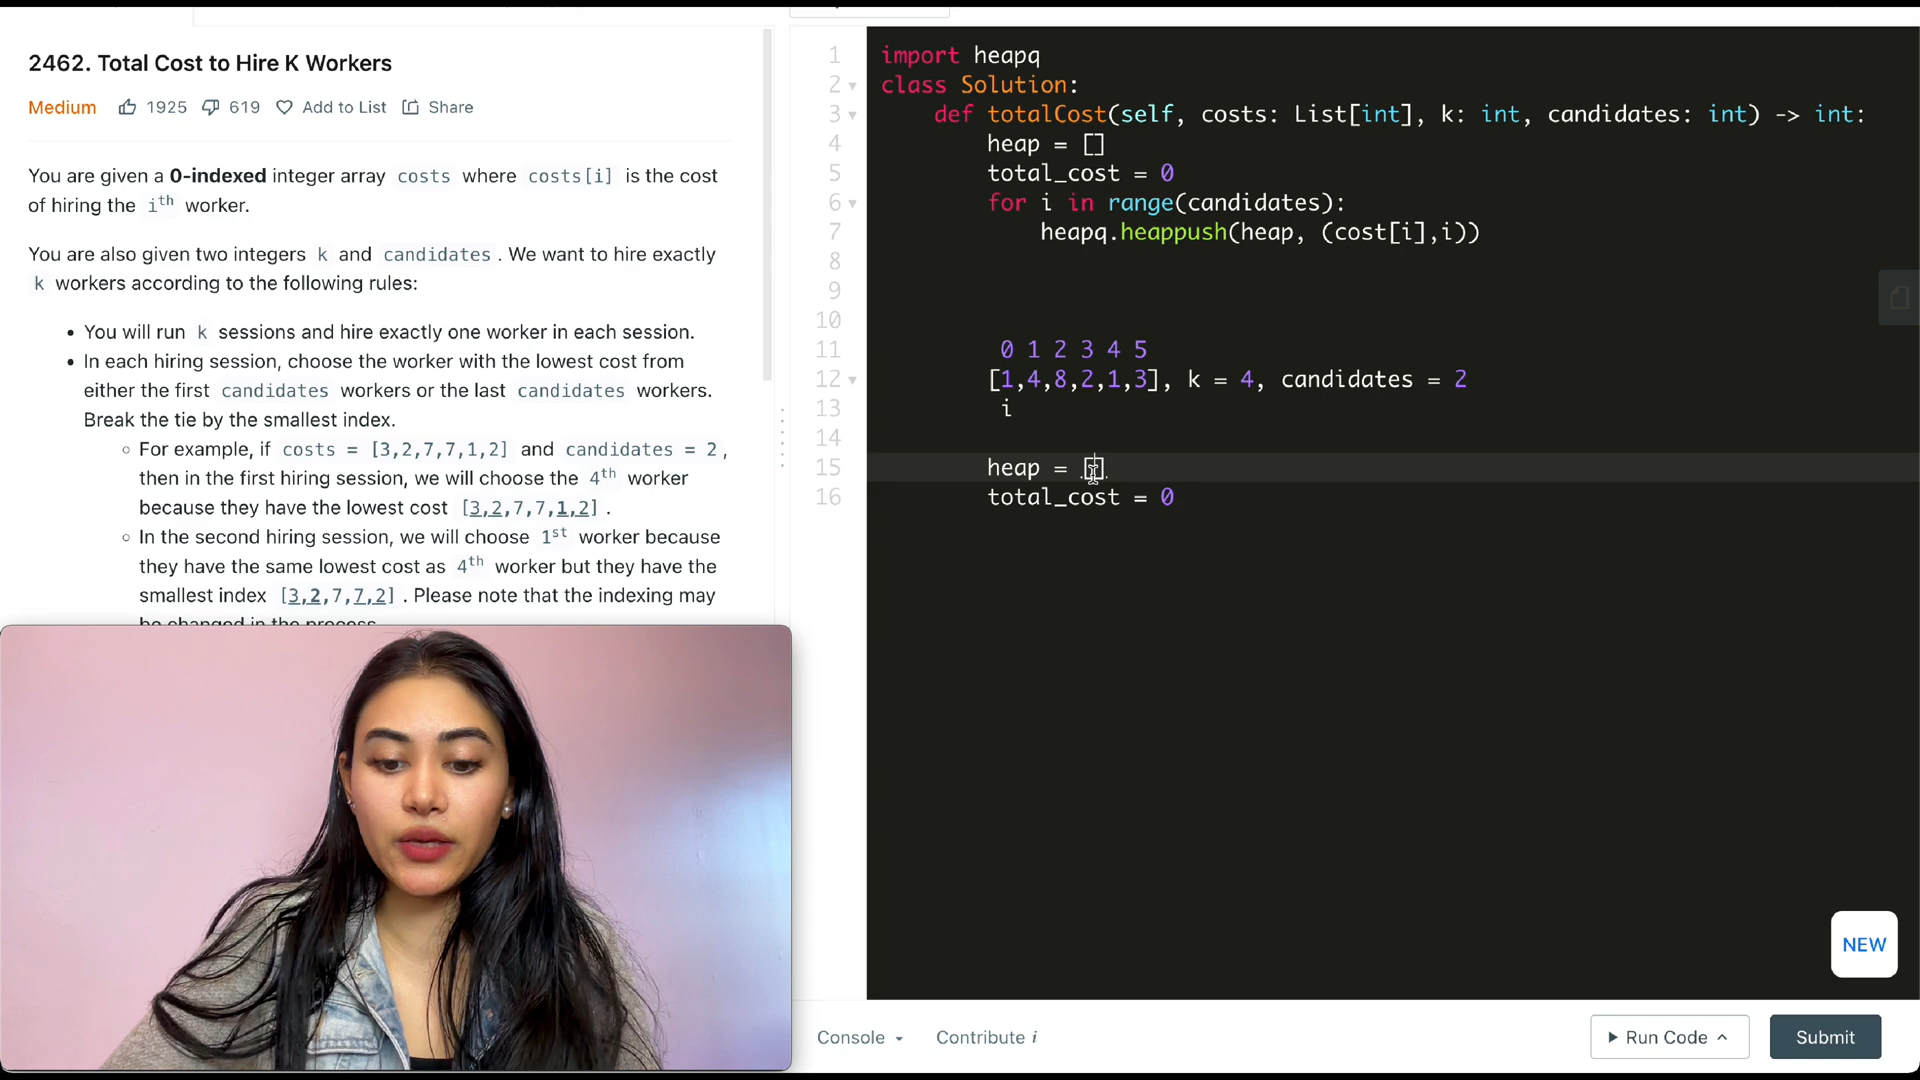 2462. Total Cost to Hire K Workers
Medium 1925 619 Add to List Share
You are given a 0-indexed integer array costs where costs[i] is the cost
of hiring the ith worker.
You are also given two integers k and candidates . We want to hire exactly
k workers according to the following rules:
• You will run k sessions and hire exactly one worker in each session.
• In each hiring session, choose the worker with the lowest cost from
either the first candidates workers or the last candidates workers.
Break the tie by the smallest index.
◦ For example, if costs = [3,2,7,7,1,2] and candidates = 2 ,
then in the first hiring session, we will choose the 4th worker
because they have the lowest cost [3,2,7,7,1,2] .
◦ In the second hiring session, we will choose 1st worker because
they have the same lowest cost as 4th worker but they have the
smallest index [3,2,7,7,2] . Please note that the indexing may
be changed in the process.
1 import heapq
2 class Solution:
3 def totalCost(self, costs: List[int], k: int, candidates: int) -> int:
4 heap = []
5 total_cost = 0
6 for i in range(candidates):
7 heapq.heappush(heap, (cost[i],i))
8
9
10
11 0 1 2 3 4 5
12 [1,4,8,2,1,3], k = 4, candidates = 2
13 i
14
15 heap = []
16 total_cost = 0
NEW
Console Contribute i Run Code Submit